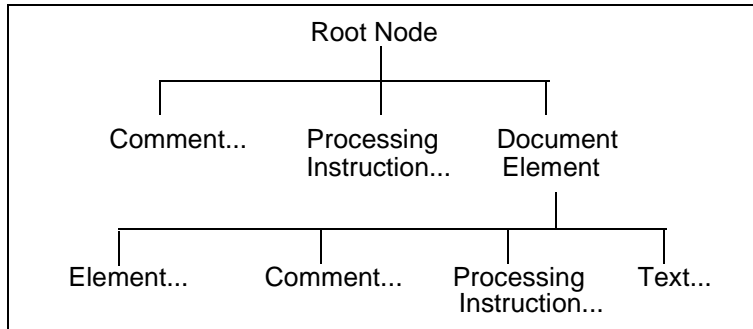 Root Node
Comment...
Processing
Instruction...
Document
Element
Element...
Comment...
Processing
Instruction...
Text...